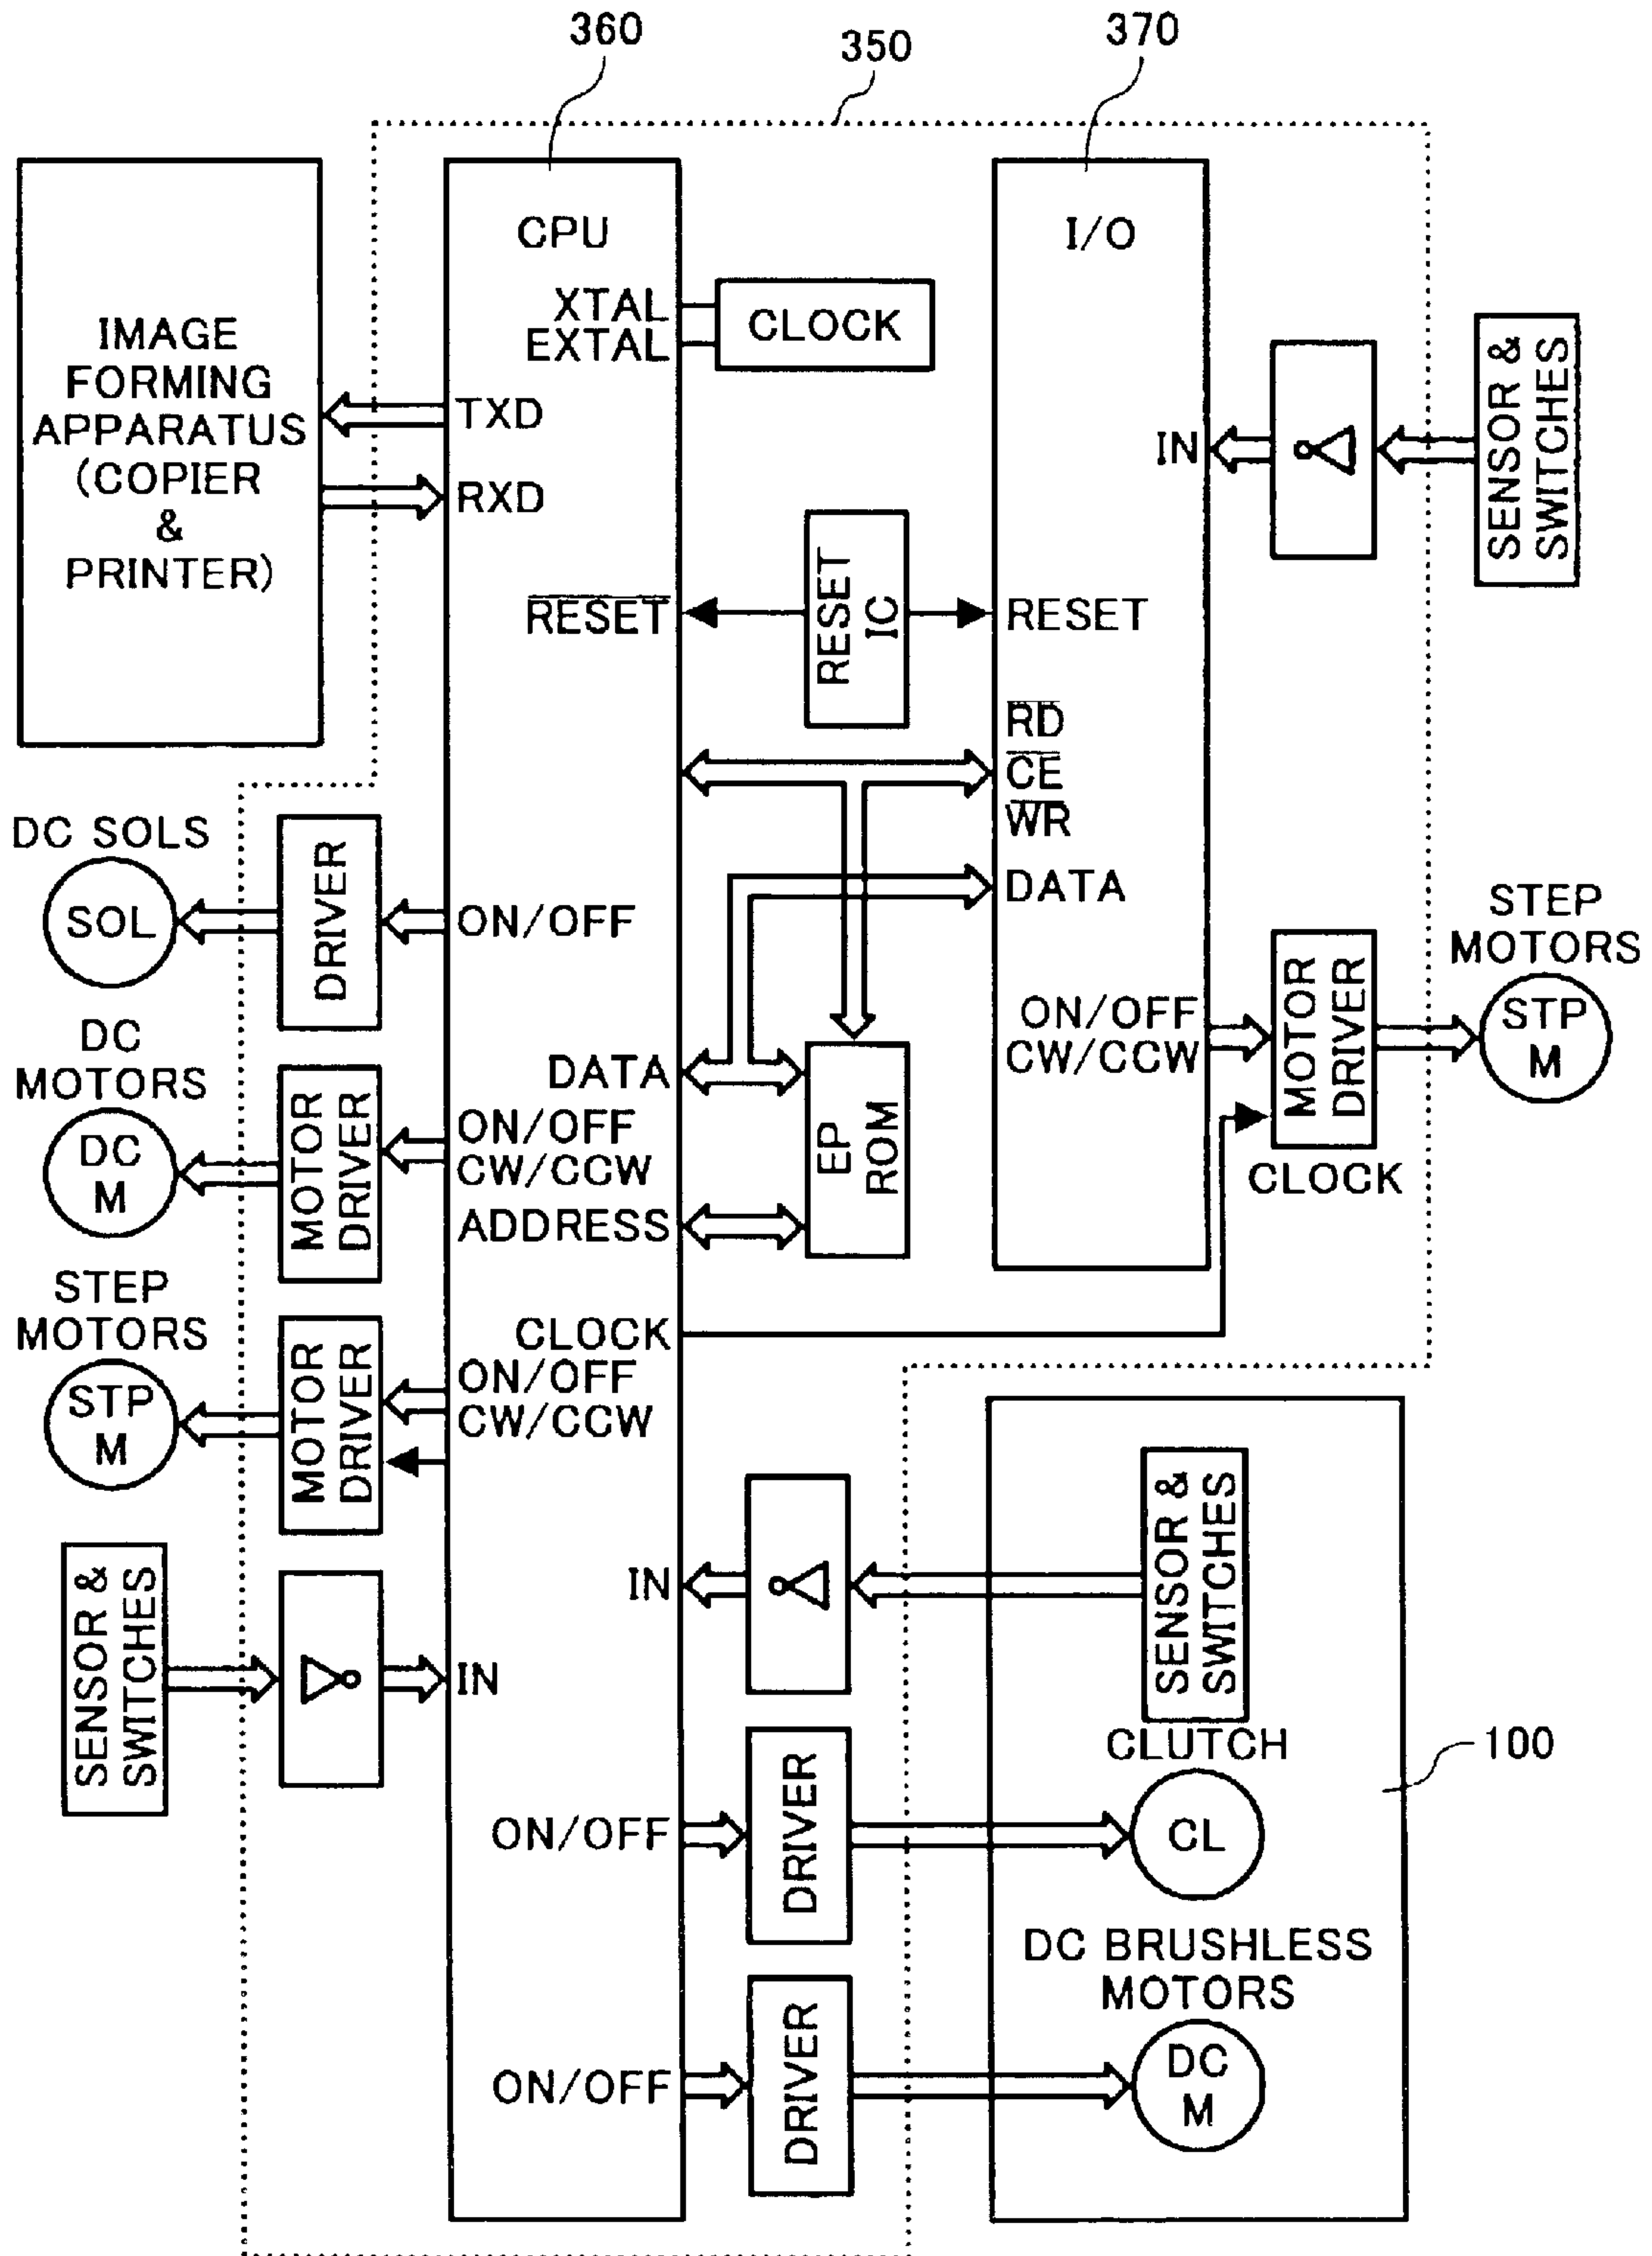 360
350
370
CPU
I/O
IMAGE
FORMING
APPARATUS
(COPIER
&
PRINTER)
XTAL
EXTAL
CLOCK
TXD
RXD
IN
SENSOR &
SWITCHES
RESET
RESET
IC
RESET
RD
CE
WR
DATA
DC SOLS
SOL
DRIVER
ON/OFF
STEP
MOTORS
STP
M
MOTOR
DRIVER
ON/OFF
CW/CCW
CLOCK
DC
MOTORS
DC
M
MOTOR
DRIVER
DATA
ON/OFF
CW/CCW
ADDRESS
EP
ROM
STEP
MOTORS
STP
M
MOTOR
DRIVER
CLOCK
ON/OFF
CW/CCW
SENSOR &
SWITCHES
IN
IN
SENSOR &
SWITCHES
CLUTCH
CL
100
ON/OFF
DRIVER
DC BRUSHLESS
MOTORS
DC
M
ON/OFF
DRIVER